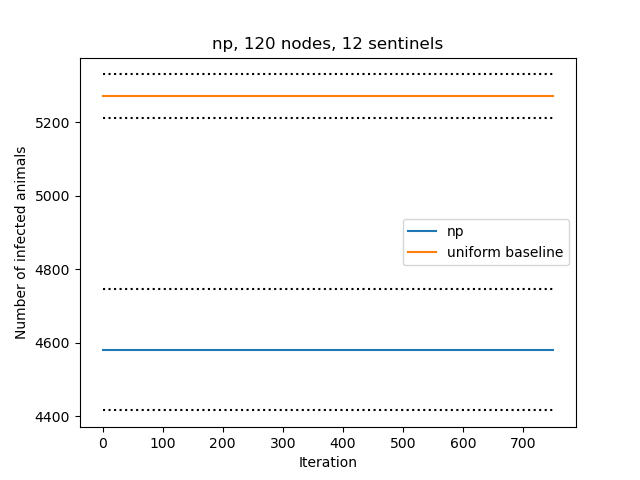 np, 120 nodes, 12 sentinels
Number of infected animals
5200
5000
4800
4600
4400
np
uniform baseline
0 100 200 300 400 500 600 700
Iteration